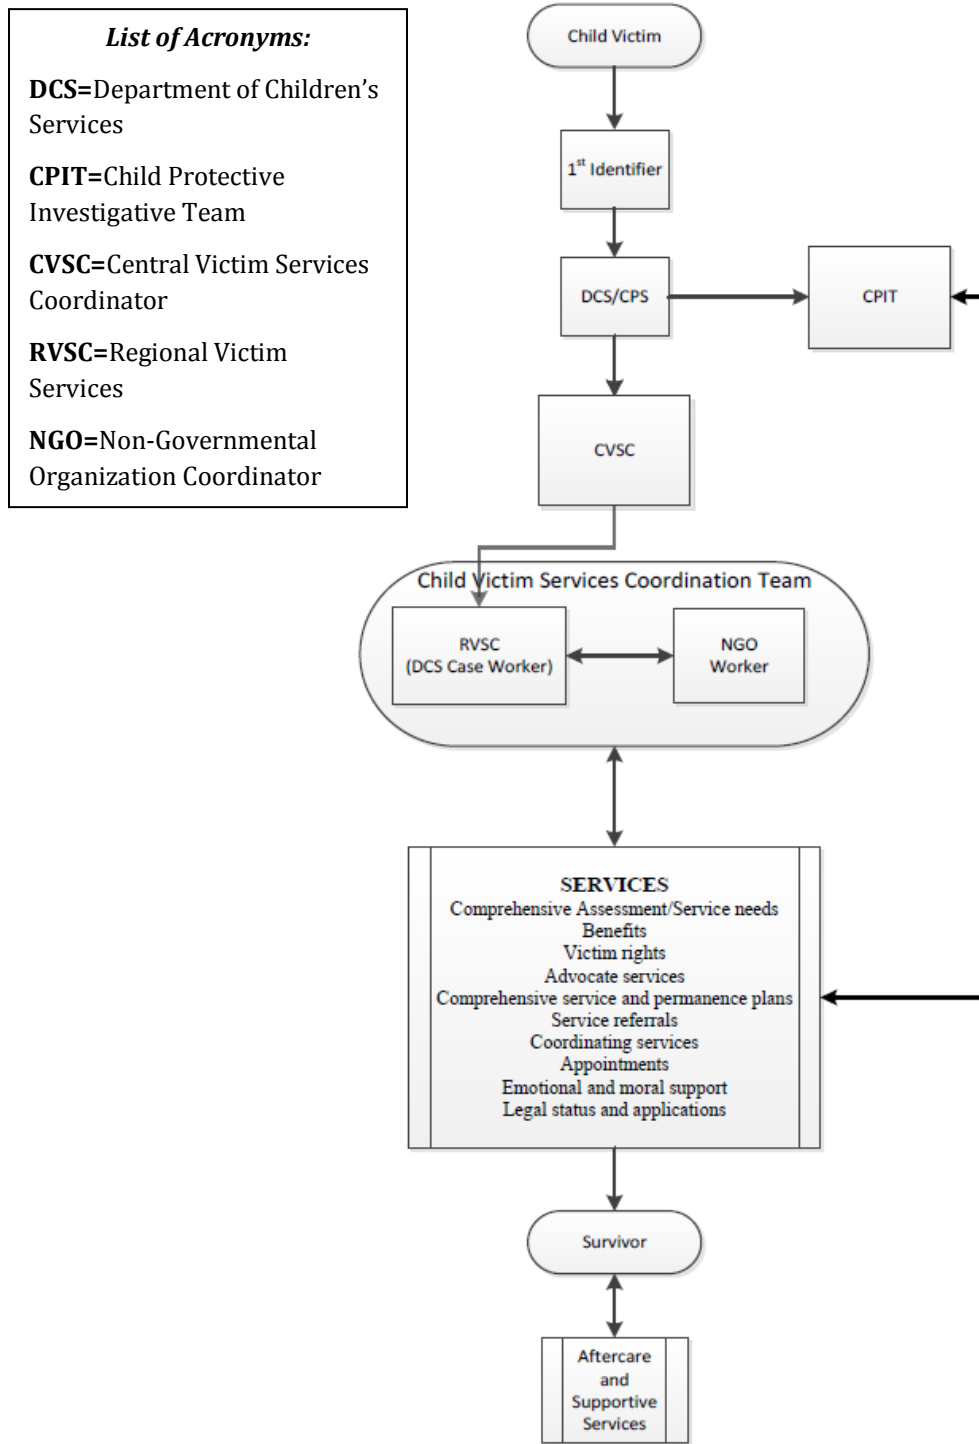 List of Acronyms:
DCS=Department of Children’s
Services
CPIT=Child Protective
Investigative Team
CVSC=Central Victim Services
Coordinator
RVSC=Regional Victim
Services
NGO=Non-Governmental
Organization Coordinator
Child Victim
1st Identifier
DCS/CPS
CPIT
CVSC
Child Victim Services Coordination Team
RVSC
(DCS Case Worker)
NGO
Worker
SERVICES
Comprehensive Assessment/Service needs
Benefits
Victim rights
Advocate services
Comprehensive service and permanence plans
Service referrals
Coordinating services
Appointments
Emotional and moral support
Legal status and applications
Survivor
Aftercare
and
Supportive
Services